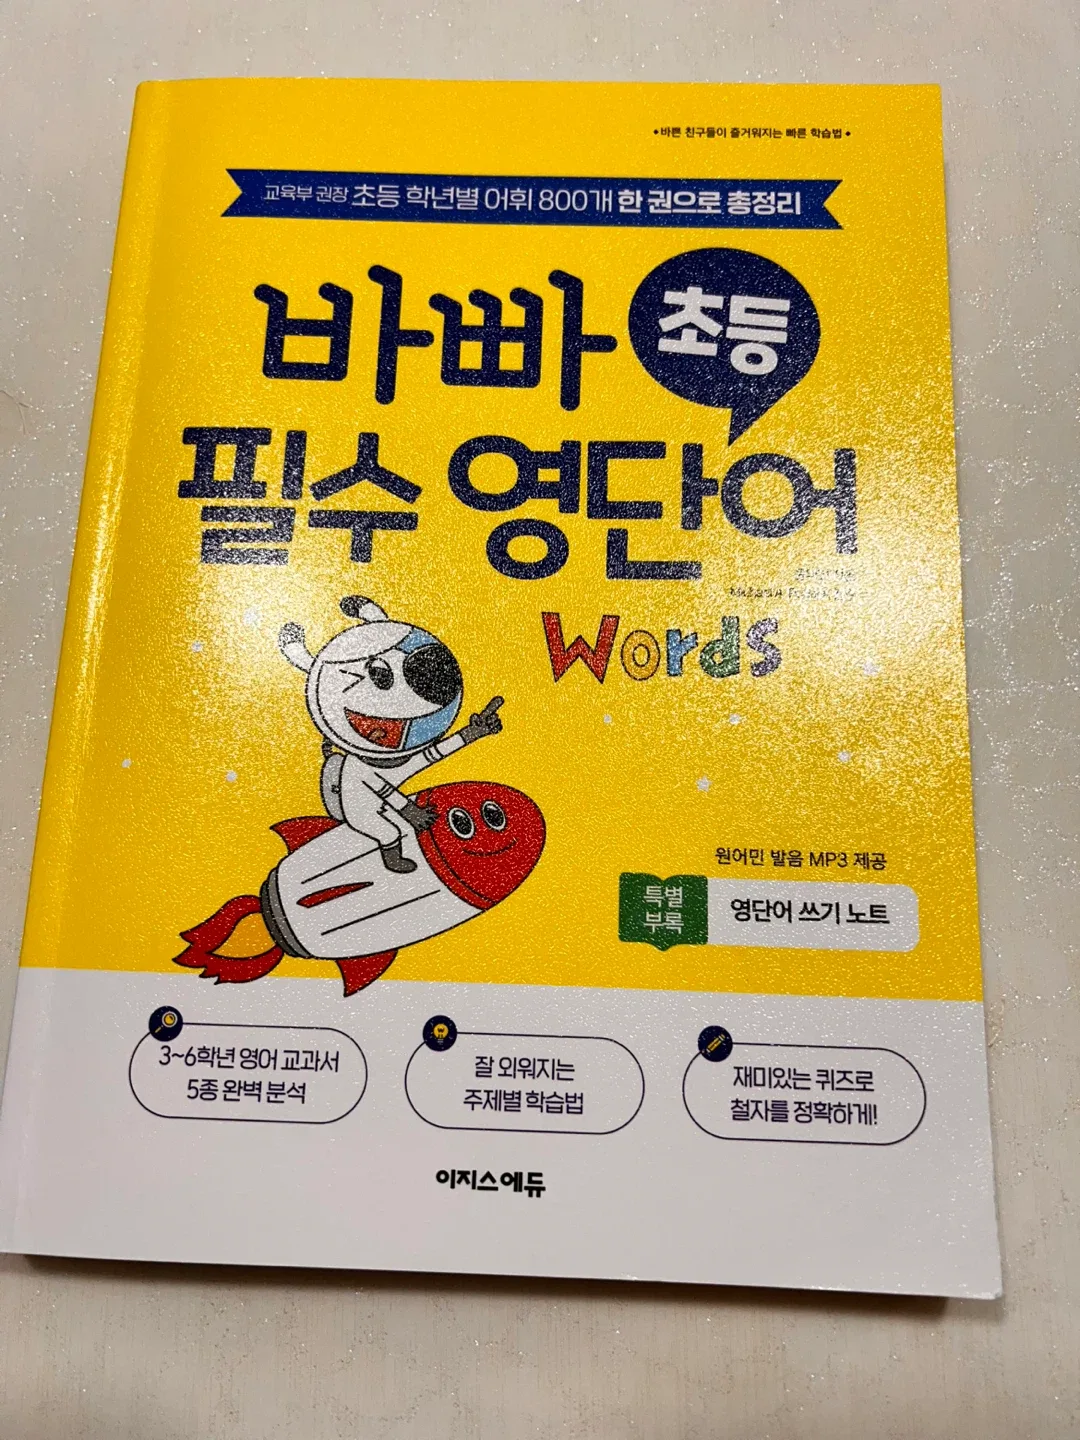 ◆바른 친구들이 즐거워지는 빠른 학습법◆
교육부 권장 초등 학년별 어휘 800개 한 권으로 총정리
바빠 초등
필수 영단어
Words
원어민 발음 MP3 제공
특별
부록
영단어 쓰기 노트
3~6학년 영어 교과서
5종 완벽 분석
잘 외워지는
주제별 학습법
재미있는 퀴즈로
철자를 정확하게!
이지스에듀